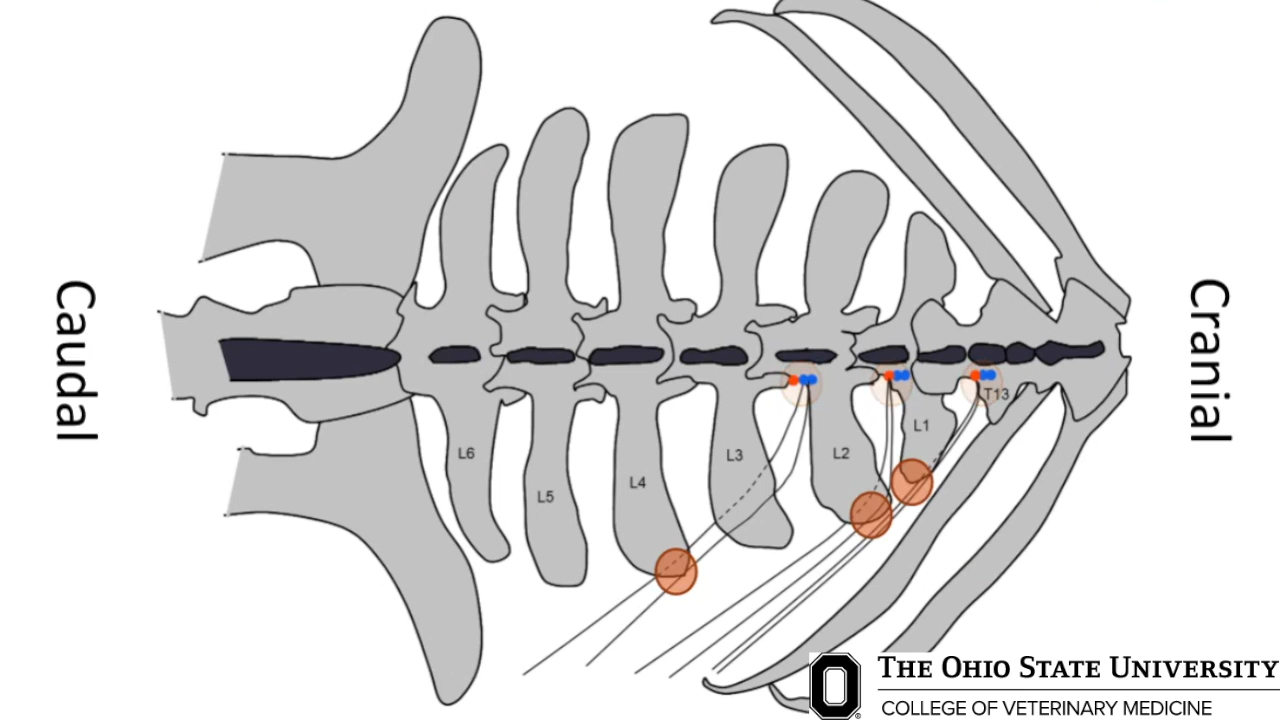 Caudal
L6
L5
L4
L3
L2
L1
T13
Cranial
THE OHIO STATE UNIVERSITY
COLLEGE OF VETERINARY MEDICINE